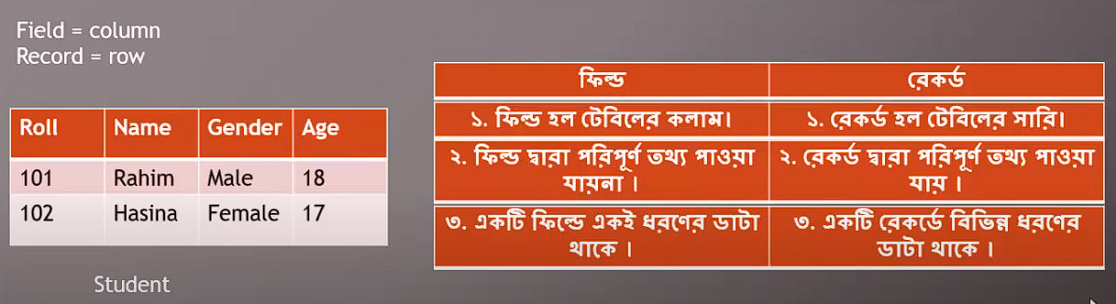 Field = column
Record = row
Roll Name Gender Age
101 Rahim Male 18
102 Hasina Female 17
Student
ফিল্ড রেকর্ড
১. ফিল্ড হল টেবিলের কলাম। ১. রেকর্ড হল টেবিলের সারি।
২. ফিল্ড দ্বারা পরিপূর্ণ তথ্য পাওয়া ২. রেকর্ড দ্বারা পরিপূর্ণ তথ্য পাওয়া
যায়না । যায় ।
৩. একটি ফিল্ডে একই ধরণের ডাটা ৩. একটি রেকর্ডে বিভিন্ন ধরণের
থাকে । ডাটা থাকে ।